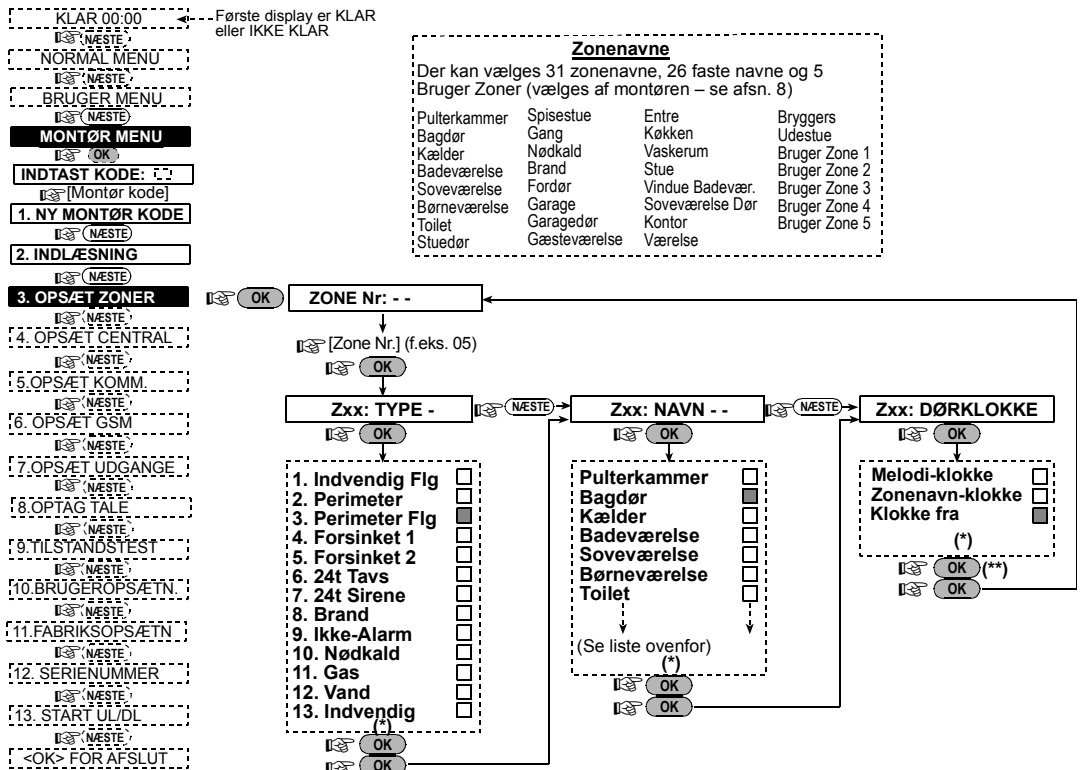 KLAR 00:00
Første display er KLAR
eller IKKE KLAR
NÆSTE
NORMAL MENU
NÆSTE
BRUGER MENU
NÆSTE
MONTØR MENU
OK
INDTAST KODE:
[Montør kode]
1. NY MONTØR KODE
NÆSTE
2. INDLÆSNING
NÆSTE
3. OPSÆT ZONER
NÆSTE
4. OPSÆT CENTRAL
NÆSTE
5.OPSÆT KOMM.
NÆSTE
6. OPSÆT GSM
NÆSTE
7.OPSÆT UDGANGE
NÆSTE
8.OPTAG TALE
NÆSTE
9.TILSTANDSTEST
NÆSTE
10.BRUGEROPSÆTN.
NÆSTE
11.FABRIKSOPSÆTN
NÆSTE
12. SERIENUMMER
NÆSTE
13. START UL/DL
NÆSTE
<OK> FOR AFSLUT
Zonenavne
Der kan vælges 31 zonenavne, 26 faste navne og 5
Bruger Zoner (vælges af montøren – se afsn. 8)
Pulterkammer
Bagdør
Kælder
Badeværelse
Soveværelse
Børneværelse
Toilet
Stuedør
Spisestue
Gang
Nødkald
Brand
Fordør
Garage
Garagedør
Gæsteværelse
Entre
Køkken
Vaskerum
Stue
Vindue Badevær.
Soveværelse Dør
Kontor
Værelse
Bryggers
Udestue
Bruger Zone 1
Bruger Zone 2
Bruger Zone 3
Bruger Zone 4
Bruger Zone 5
OK
ZONE Nr: - -
[Zone Nr.] (f.eks. 05)
OK
Zxx: TYPE -
OK
1. Indvendig Flg
2. Perimeter
3. Perimeter Flg
4. Forsinket 1
5. Forsinket 2
6. 24t Tavs
7. 24t Sirene
8. Brand
9. Ikke-Alarm
10. Nødkald
11. Gas
12. Vand
13. Indvendig
(*)
OK
OK
NÆSTE
Zxx: NAVN - -
OK
Pulterkammer
Bagdør
Kælder
Badeværelse
Soveværelse
Børneværelse
Toilet
(Se liste ovenfor)
(*)
OK
OK
NÆSTE
Zxx: DØRKLOKKE
OK
Melodi-klokke
Zonenavn-klokke
Klokke fra
(*)
OK (**)
OK